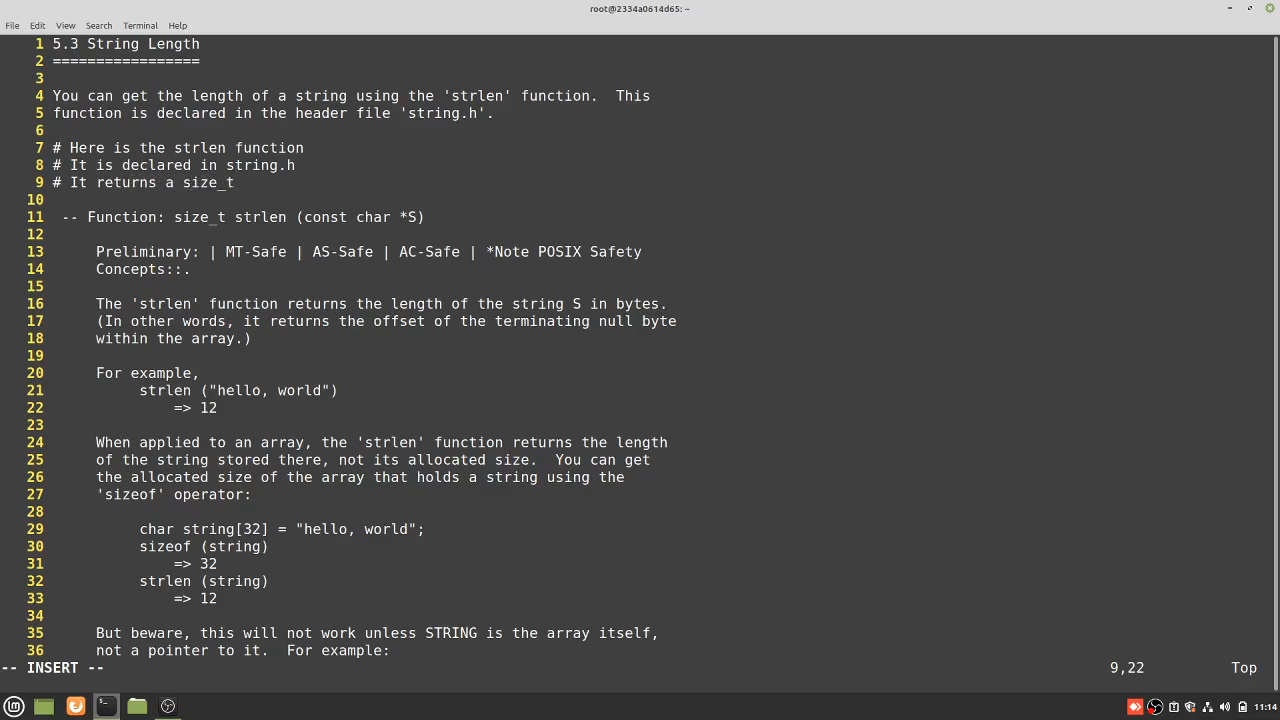 root@2334a0614d65: ~
File Edit View Search Terminal Help
1 5.3 String Length
2 =================
3
4 You can get the length of a string using the 'strlen' function.  This
5 function is declared in the header file 'string.h'.
6
7 # Here is the strlen function
8 # It is declared in string.h
9 # It returns a size_t
10
11  -- Function: size_t strlen (const char *S)
12
13      Preliminary: | MT-Safe | AS-Safe | AC-Safe | *Note POSIX Safety
14      Concepts::.
15
16      The 'strlen' function returns the length of the string S in bytes.
17      (In other words, it returns the offset of the terminating null byte
18      within the array.)
19
20      For example,
21           strlen ("hello, world")
22               => 12
23
24      When applied to an array, the 'strlen' function returns the length
25      of the string stored there, not its allocated size.  You can get
26      the allocated size of the array that holds a string using the
27      'sizeof' operator:
28
29           char string[32] = "hello, world";
30           sizeof (string)
31               => 32
32           strlen (string)
33               => 12
34
35      But beware, this will not work unless STRING is the array itself,
36      not a pointer to it.  For example:
-- INSERT -- 9,22 Top
11:14